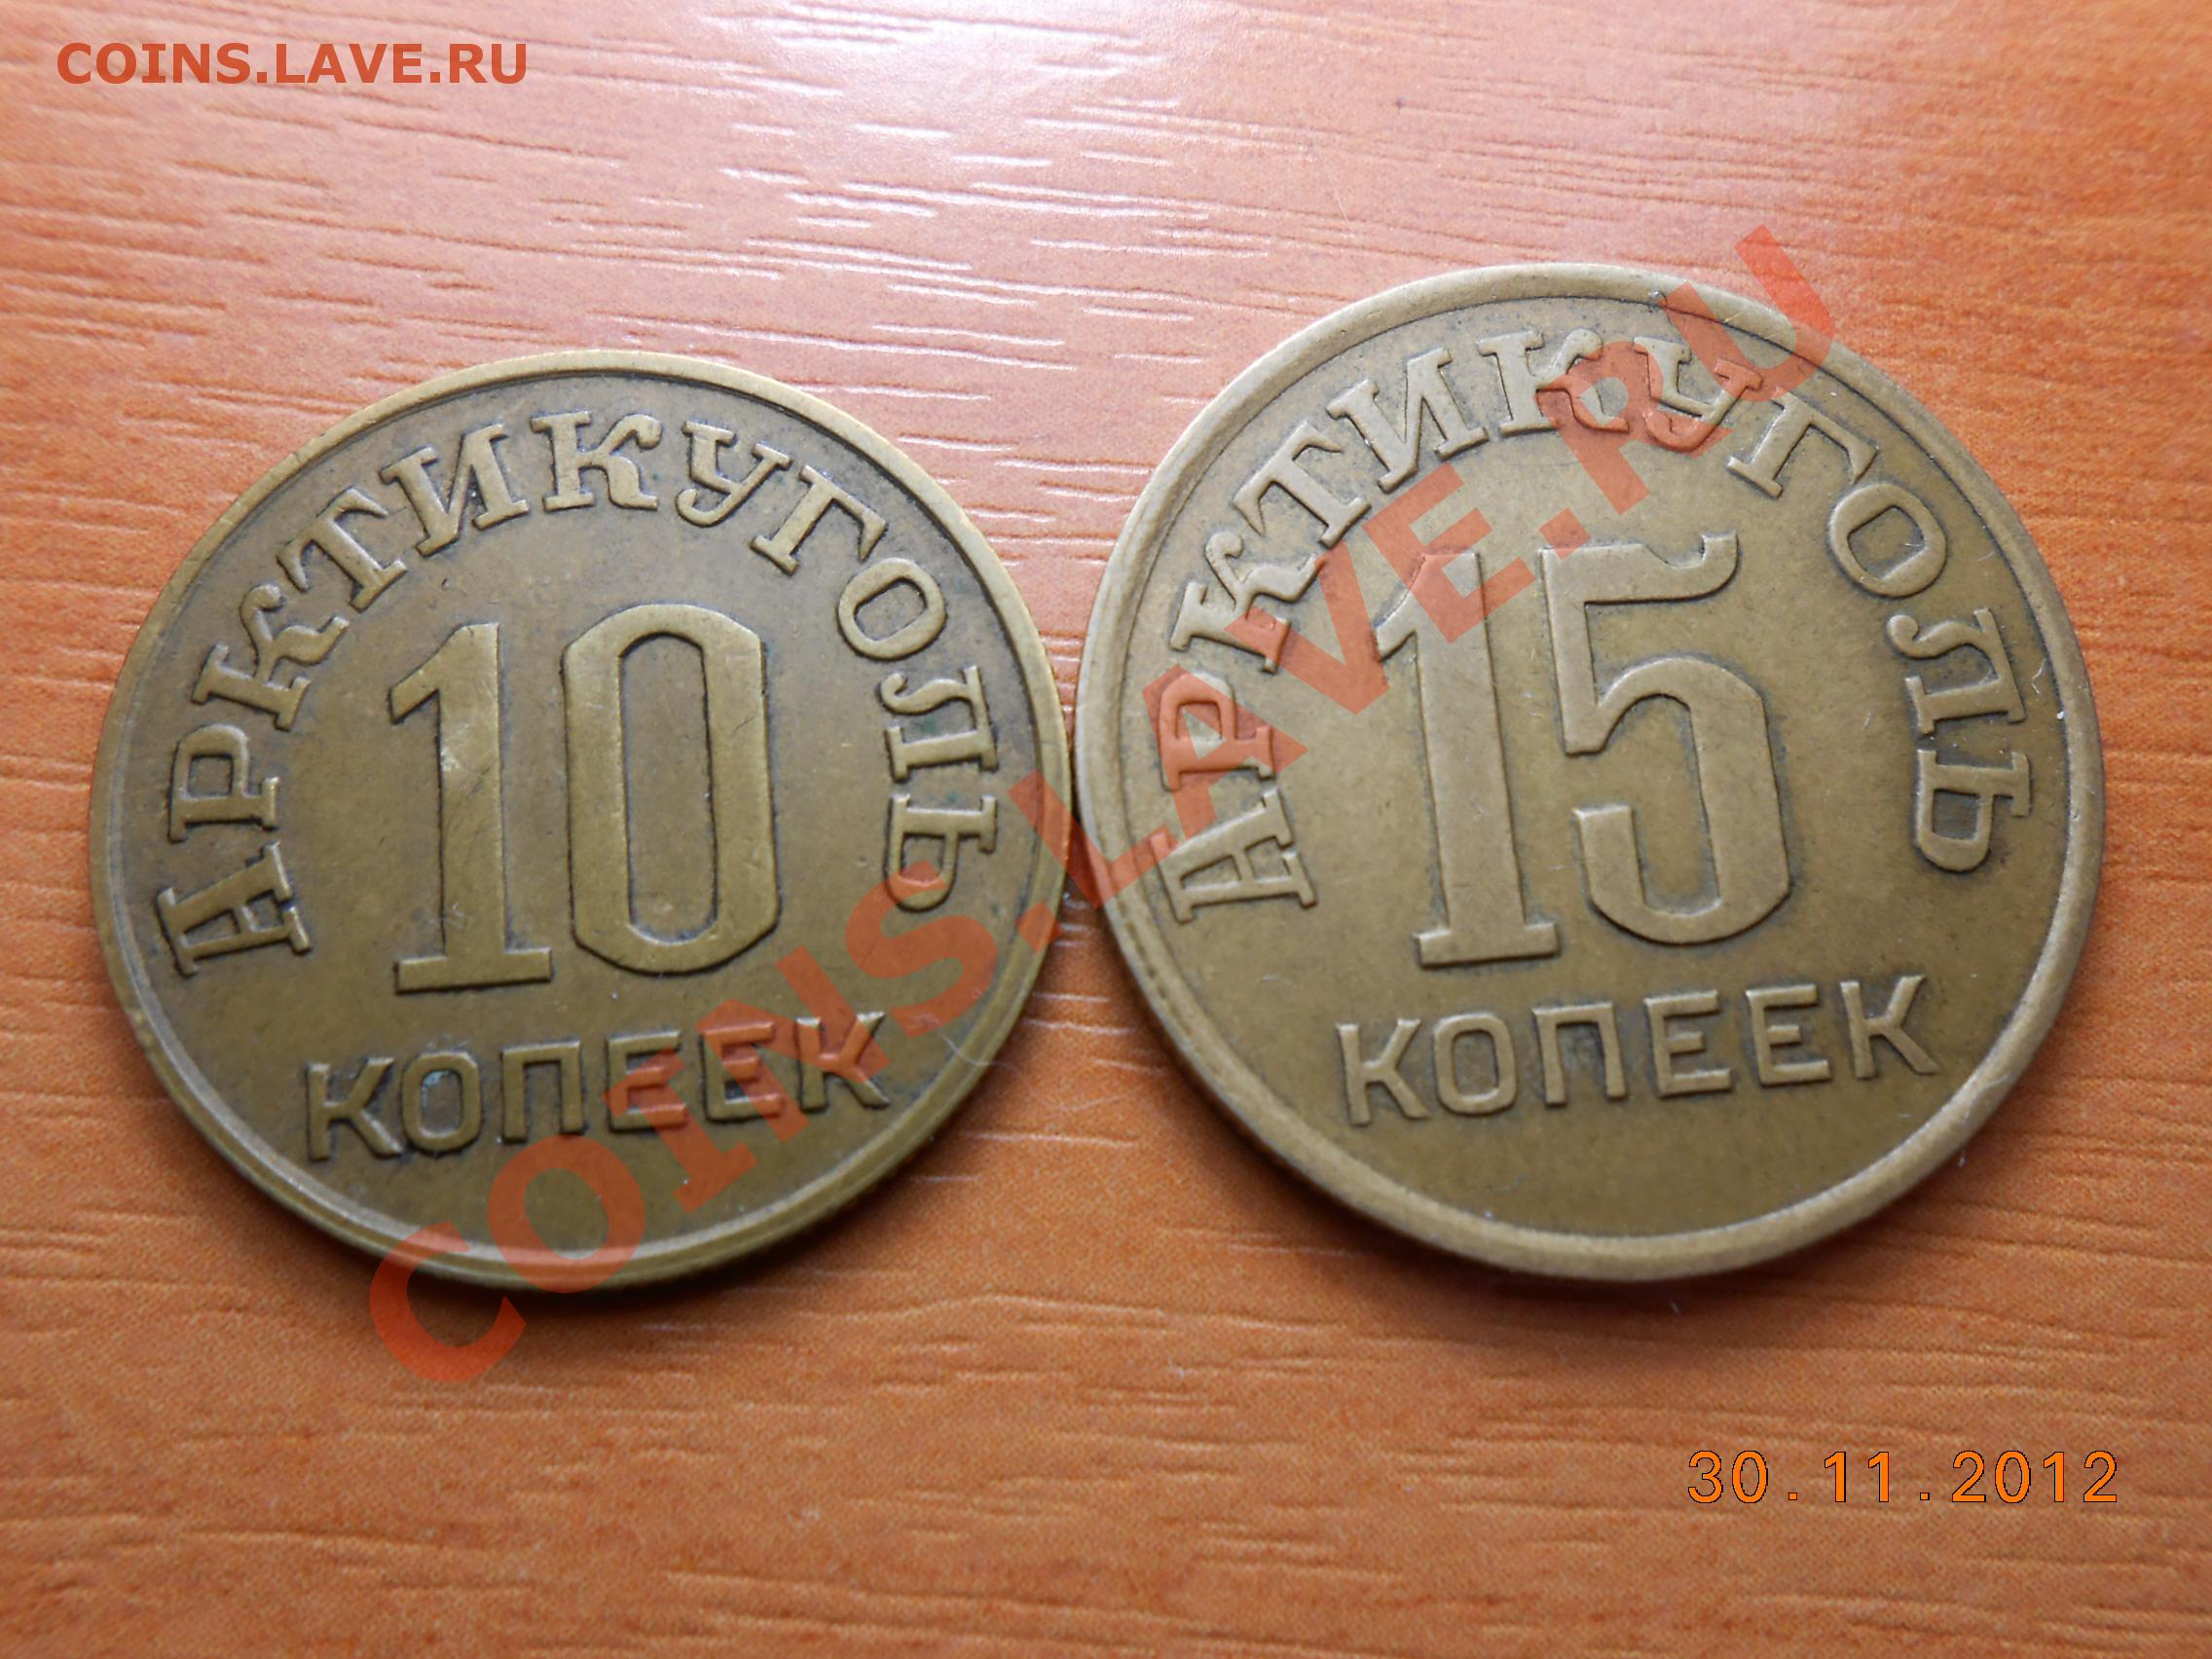 COINS.LAVE.RU
АРКТИКУГОЛЬ
10
КОПЕЕК
АРКТИКУГОЛЬ
15
КОПЕЕК
COINS.LAVE.RU
30.11.2012